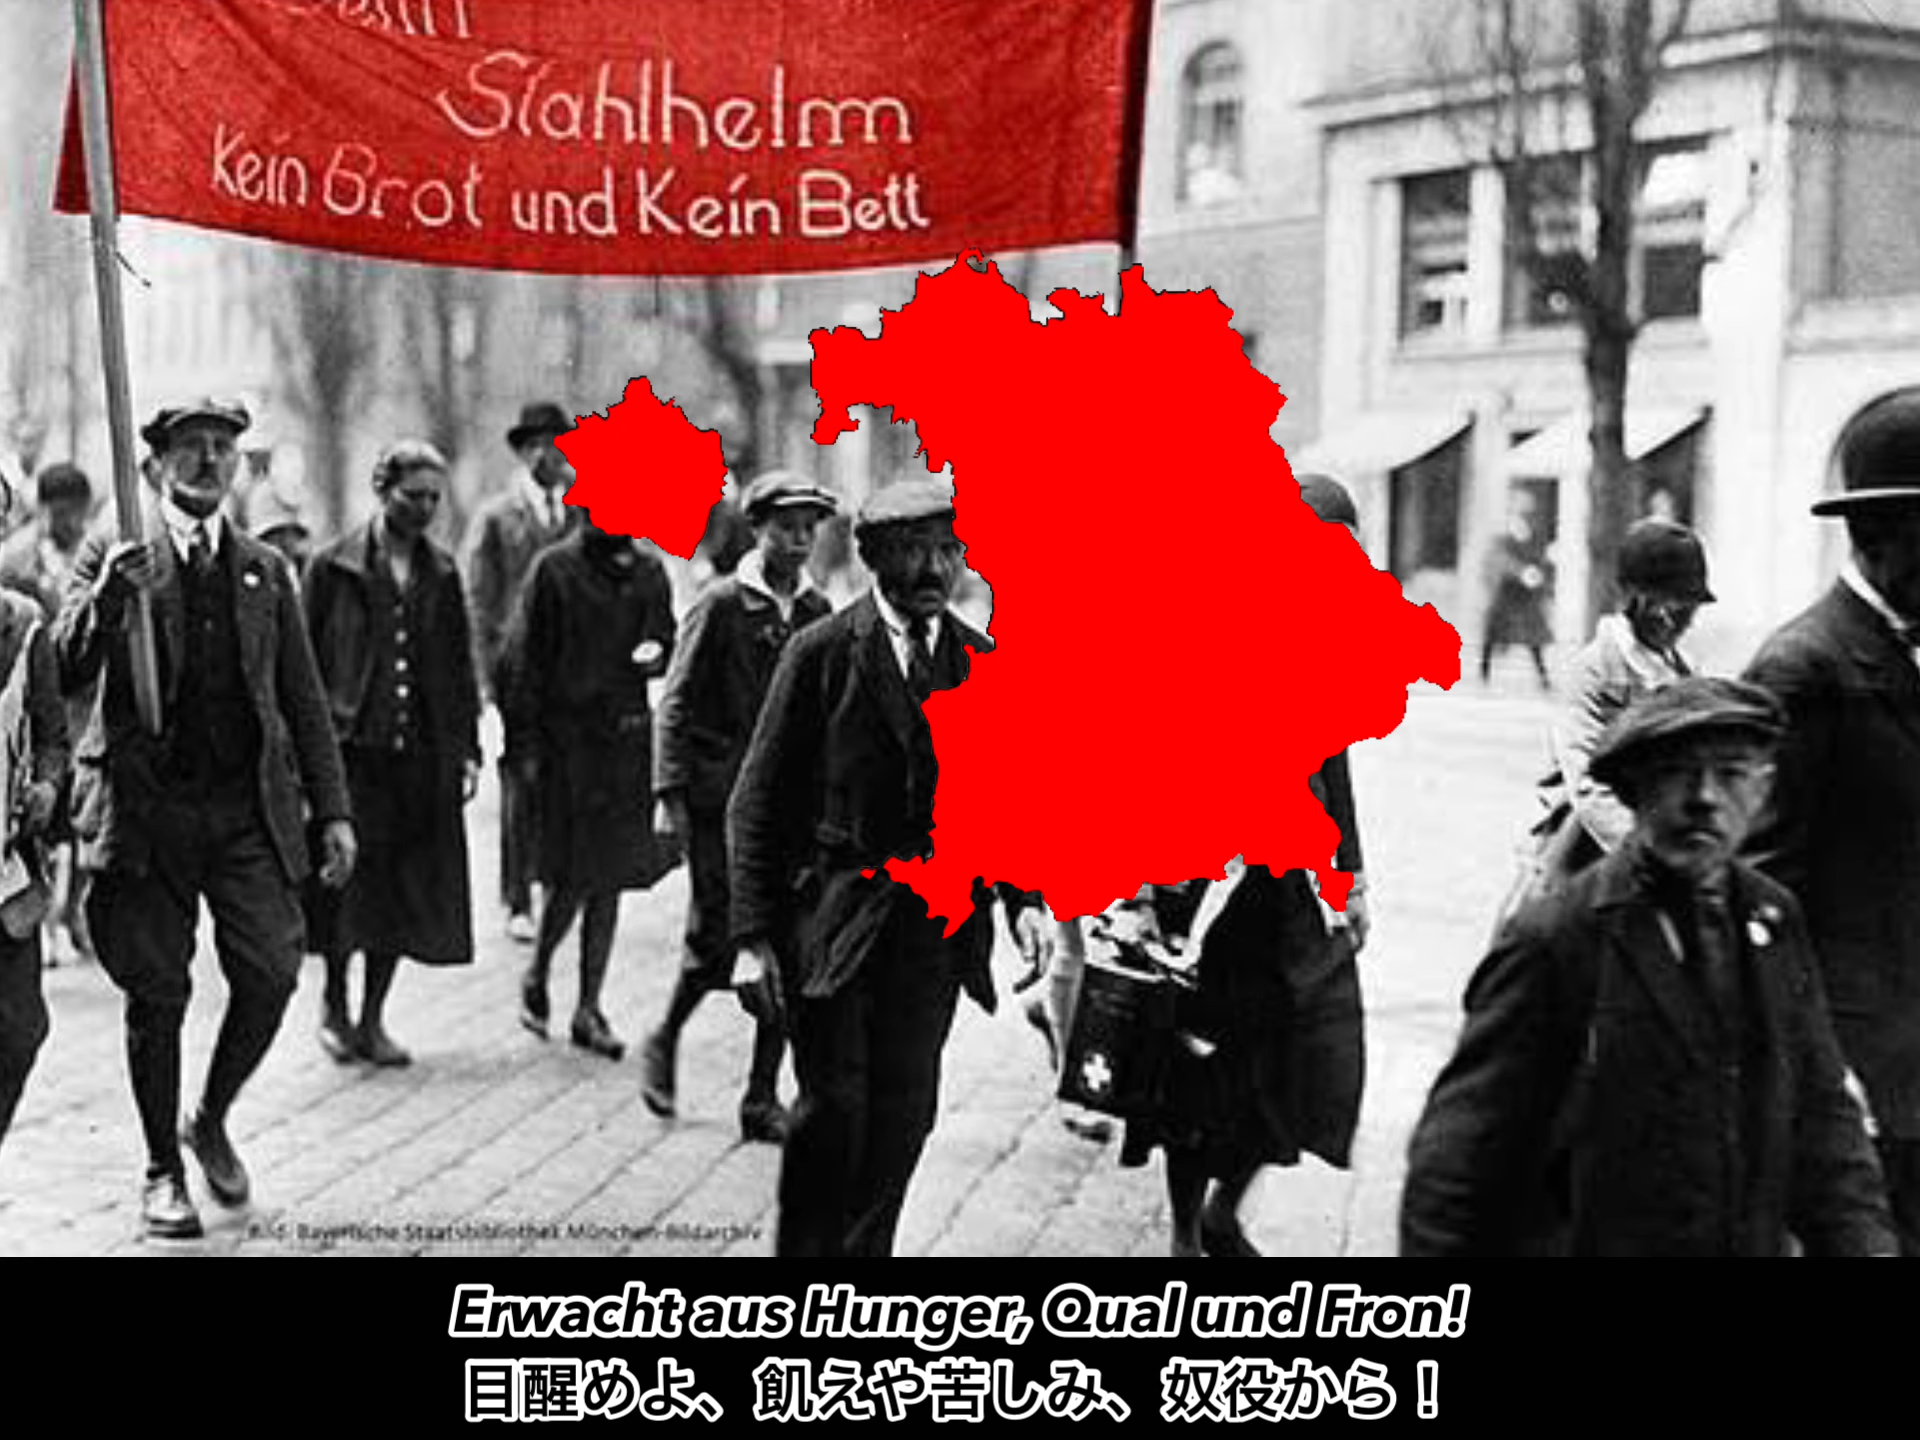 Stahlhelm
Kein Brot und Kein Bett
Bild: Bayerische Staatsbibliothek München-Bildarchiv
Erwacht aus Hunger, Qual und Fron!
目醒めよ、飢えや苦しみ、奴役から！